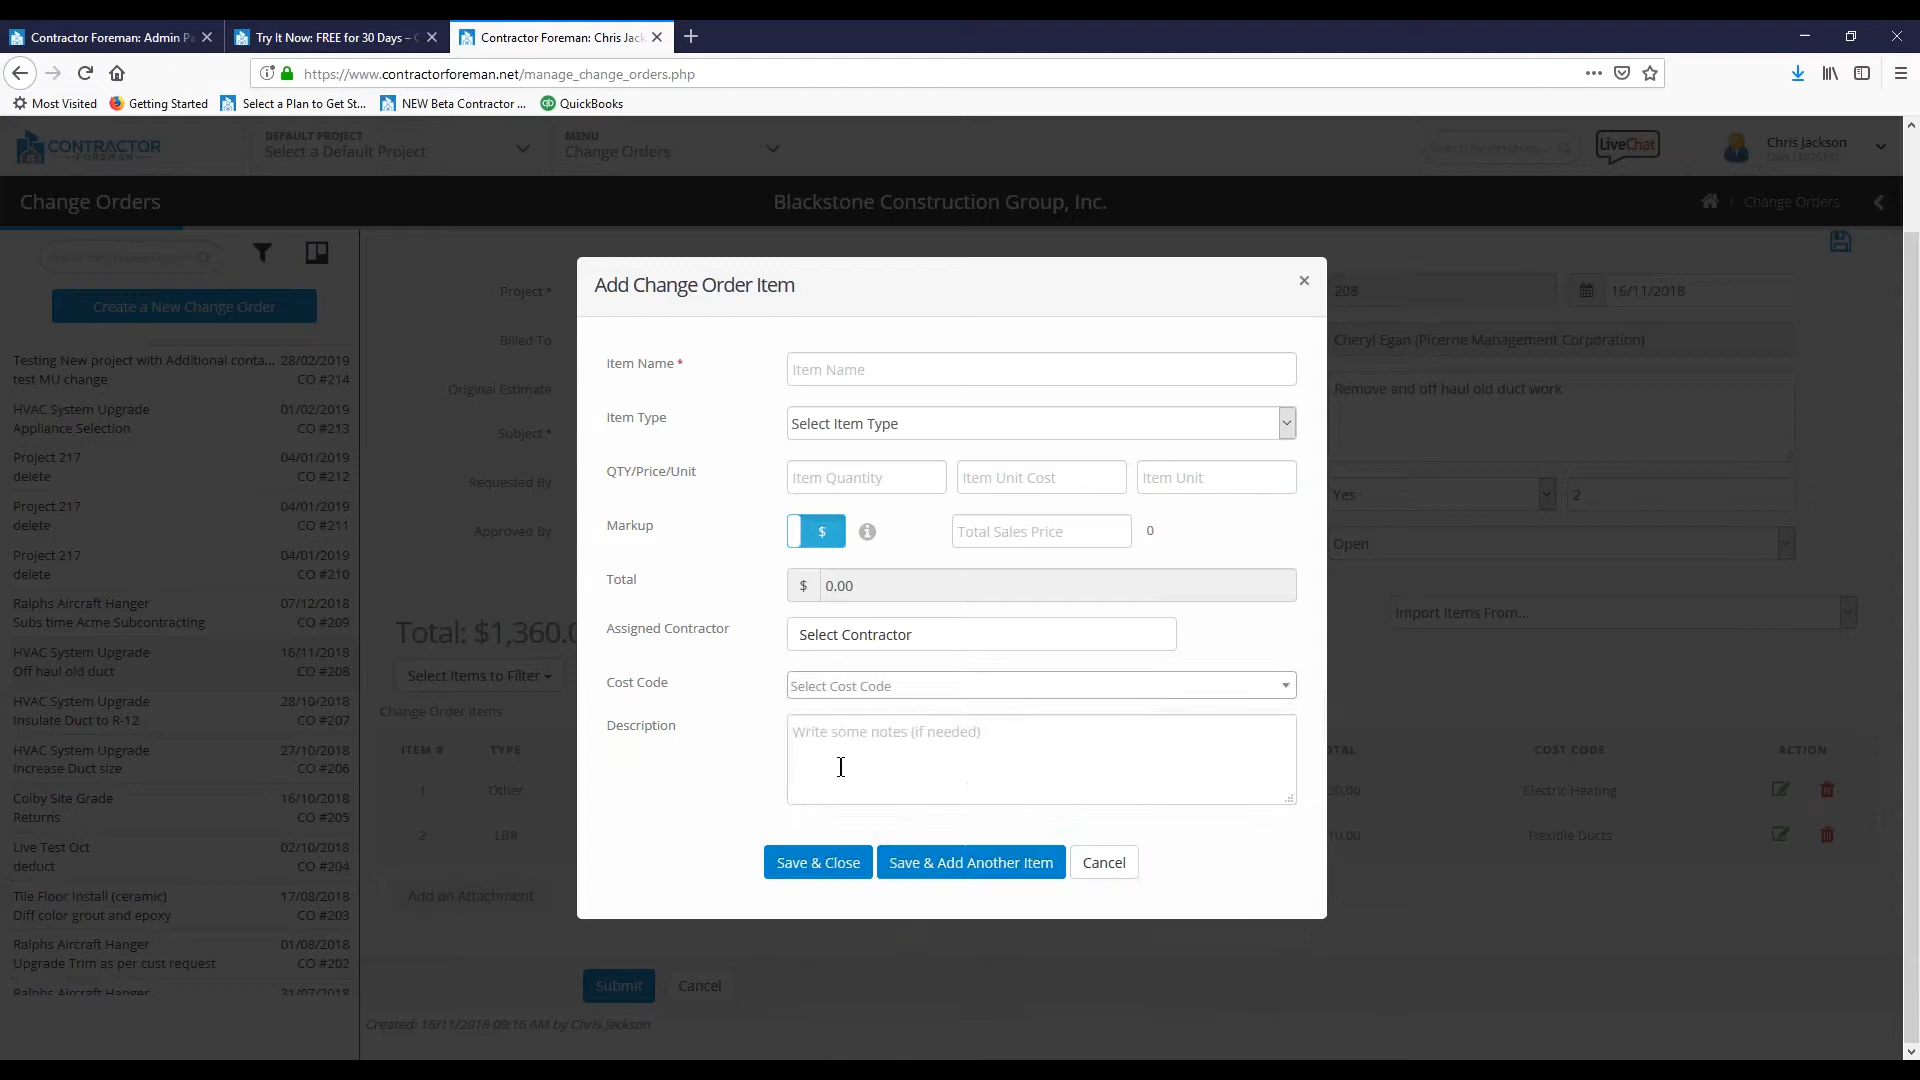 Contractor Foreman: Admin Pa
Try It Now: FREE for 30 Days –
Contractor Foreman: Chris Jack
https://www.contractorforeman.net/manage_change_orders.php
Most Visited
Getting Started
Select a Plan to Get St...
NEW Beta Contractor ...
QuickBooks
CONTRACTOR
FOREMAN
DEFAULT PROJECT
Select a Default Project
MENU
Change Orders
LiveChat
Chris Jackson
Change Orders
Blackstone Construction Group, Inc.
/ Change Orders
Create a New Change Order
Testing New project with Additional conta... 28/02/2019
test MU change CO #214
HVAC System Upgrade 01/02/2019
Appliance Selection CO #213
Project 217 04/01/2019
delete CO #212
Project 217 04/01/2019
delete CO #211
Project 217 04/01/2019
delete CO #210
Ralphs Aircraft Hanger 07/12/2018
Subs time Acme Subcontracting CO #209
HVAC System Upgrade 16/11/2018
Off haul old duct CO #208
HVAC System Upgrade 28/10/2018
Insulate Duct to R-12 CO #207
HVAC System Upgrade 27/10/2018
Increase Duct size CO #206
Colby Site Grade 16/10/2018
Returns CO #205
Live Test Oct 02/10/2018
deduct CO #204
Tile Floor Install (ceramic) 17/08/2018
Diff color grout and epoxy CO #203
Ralphs Aircraft Hanger 01/08/2018
Upgrade Trim as per cust request CO #202
Ralphs Aircraft Hanger 31/07/2018
Project *
208
16/11/2018
Billed To
Cheryl Egan (Picerne Management Corporation)
Original Estimate
Remove and off haul old duct work
Subject *
Requested By
Yes
2
Approved By
Open
Total: $1,360.0
Import Items From...
Select Items to Filter
Change Order Items
ITEM # TYPE
COST CODE ACTION
1 Other
Electric Heating
2 LBR
Flexible Ducts
Add an Attachment
Submit
Cancel
Created: 16/11/2018 09:16 AM by Chris Jackson
Add Change Order Item
×
Item Name *
Item Name
Item Type
Select Item Type
QTY/Price/Unit
Item Quantity
Item Unit Cost
Item Unit
Markup
$
Total Sales Price
0
Total
$ 0.00
Assigned Contractor
Select Contractor
Cost Code
Select Cost Code
Description
Write some notes (if needed)
Save & Close
Save & Add Another Item
Cancel